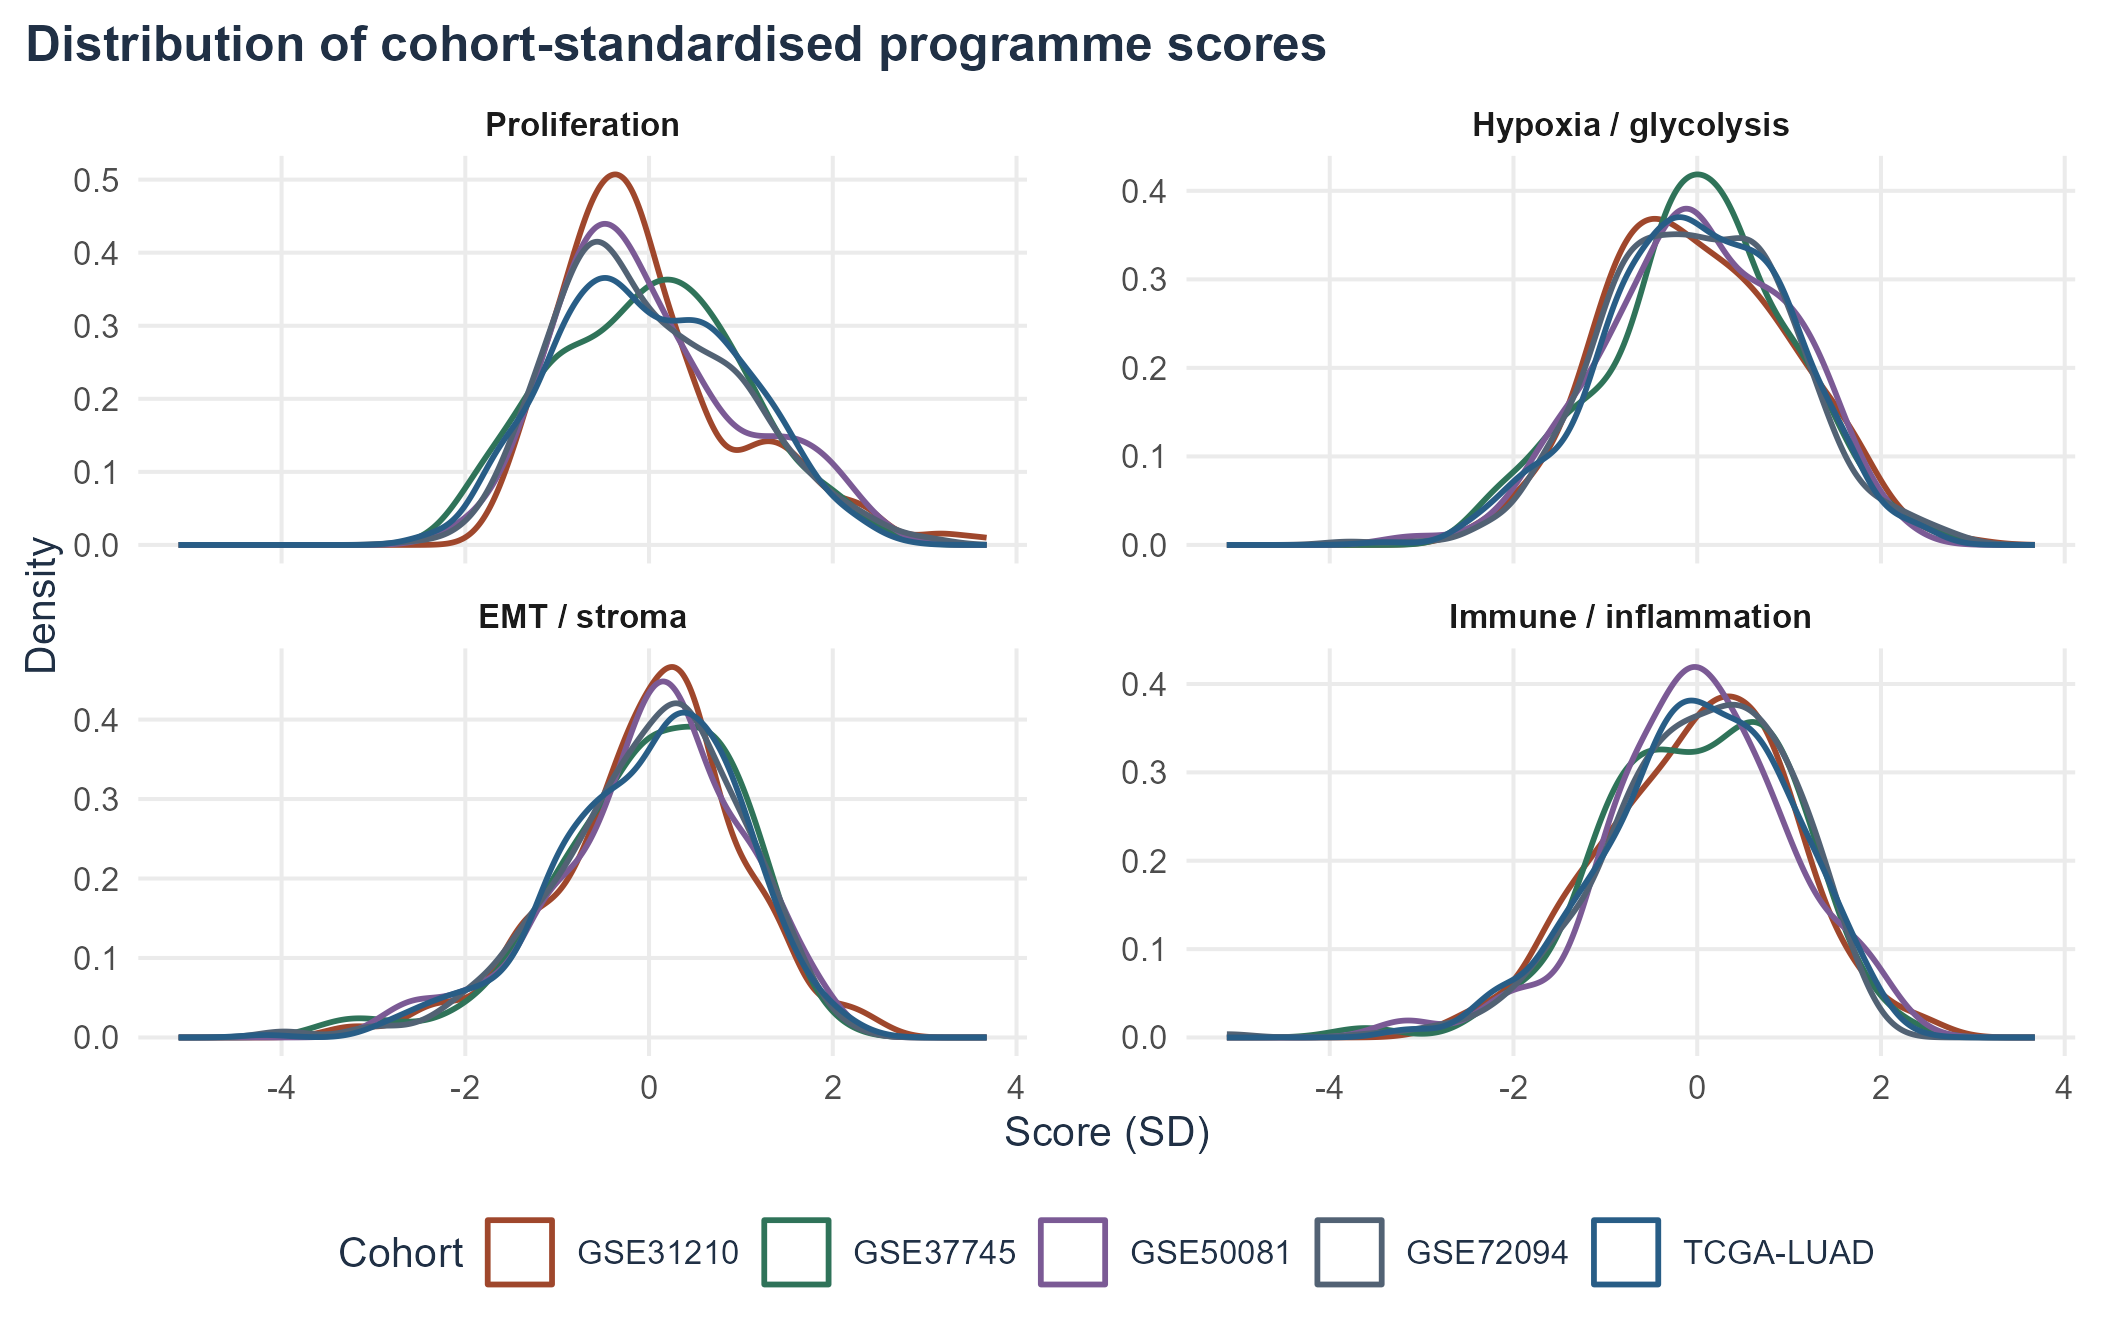 Distribution of cohort-standardised programme scores
Proliferation
Hypoxia / glycolysis
0.5
0.4
0.3
0.2
0.1
0.0
0.4
0.3
0.2
0.1
0.0
Density
EMT / stroma
Immune / inflammation
0.4
0.3
0.2
0.1
0.0
0.4
0.3
0.2
0.1
0.0
-4 -2 0 2 4
-4 -2 0 2 4
Score (SD)
Cohort GSE31210 GSE37745 GSE50081 GSE72094 TCGA-LUAD